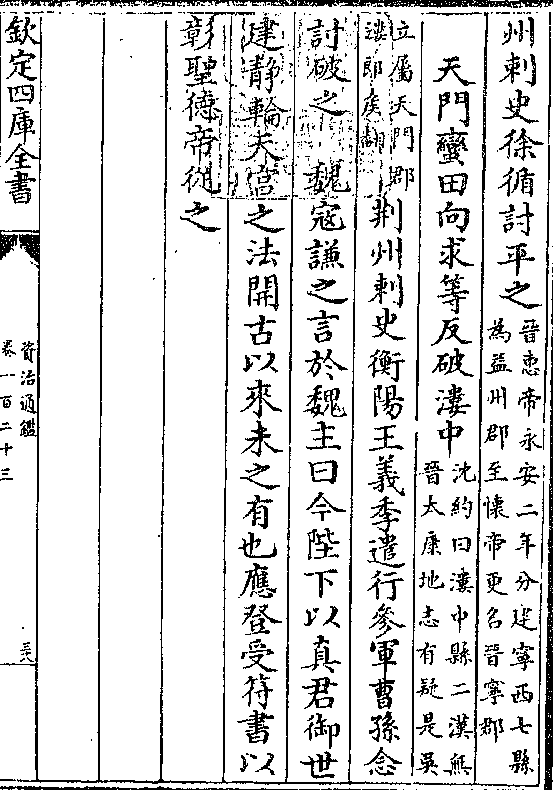 州刺史徐循討平之晉惠帝永安二年分建寧西七縣
為益州郡至懷帝更名晉寧郡
天門蠻田向求等反破漊中沈約曰漊中縣二漢無
晉太康地志有疑是吳
立屬天門郡
漊郎侯翻荆州刺史衡陽王義季遣行參軍曹孫念
討破之 魏寇謙之言於魏主曰今陛下以真君御世
建静輪天宫之法開古以來未之有也應登受符書以
彰聖德帝從之
欽定四庫全書
資治通鑑
卷一百二十三